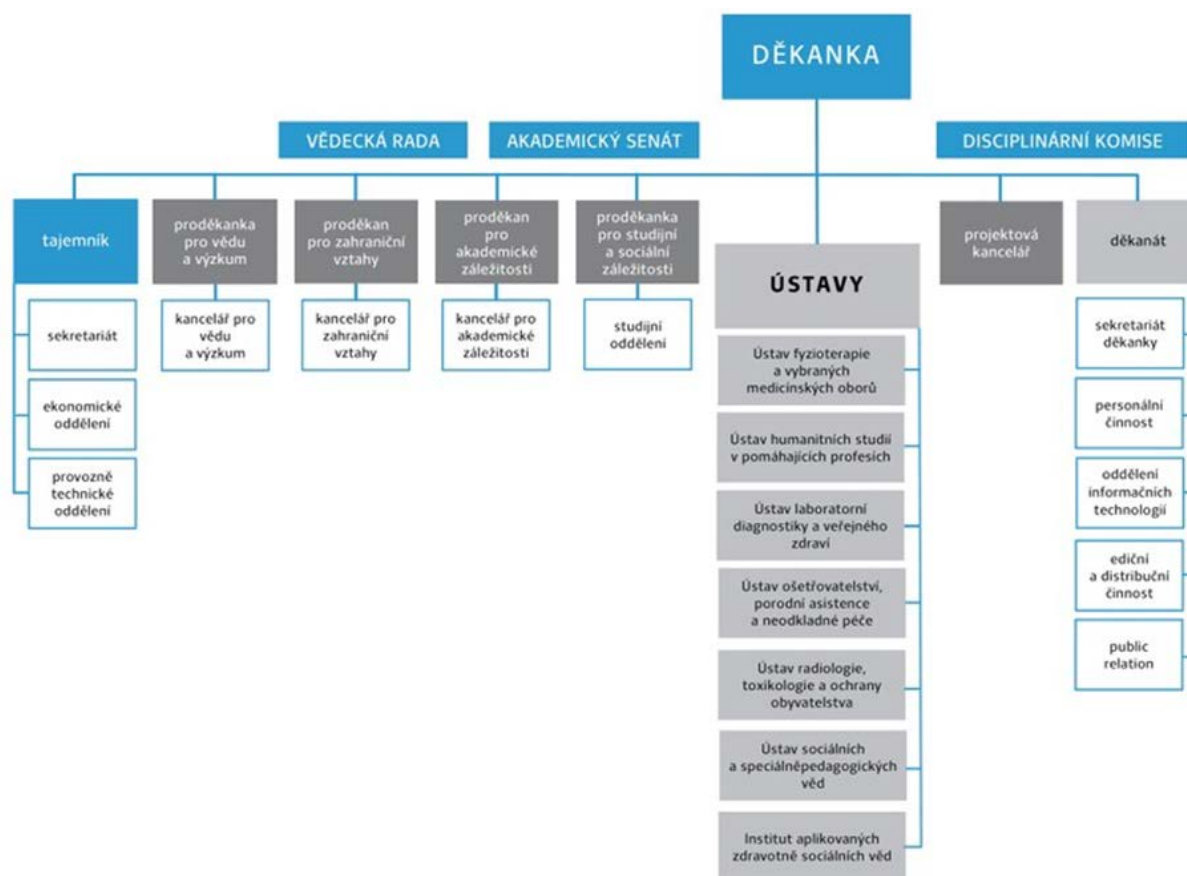 DĚKANKA
VĚDECKÁ RADA
AKADEMICKÝ SENÁT
DISCIPLINÁRNÍ KOMISE
tajemník
sekretariát
ekonomické
oddělení
provozně
technické
oddělení
proděkanka
pro vědu
a výzkum
kancelář pro
vědu
a výzkum
proděkan
pro zahraniční
vztahy
kancelář pro
zahraniční
vztahy
proděkan
pro
akademické
záležitosti
kancelář pro
akademické
záležitosti
proděkanka
pro studijní
a sociální
záležitosti
studijní
oddělení
ÚSTAVY
Ústav fyzioterapie
a vybraných
medicínských oborů
Ústav humanitních studií
v pomáhajících profesích
Ústav laboratorní
diagnostiky a veřejného
zdraví
Ústav ošetřovatelství,
porodní asistence
a neodkladné péče
Ústav radiologie,
toxikologie a ochrany
obyvatelstva
Ústav sociálních
a speciálněpedagogických
věd
Institut aplikovaných
zdravotně sociálních věd
projektová
kancelář
děkanát
sekretariát
děkanky
personální
činnost
oddělení
informačních
technologií
ediční
a distribuční
činnost
public
relation